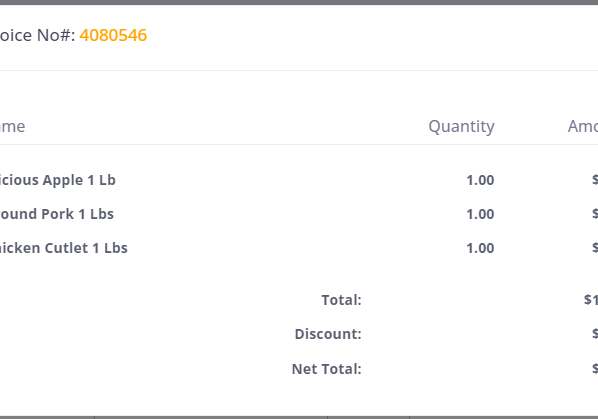 oice No#: 4080546
me Quantity Amo
icious Apple 1 Lb 1.00 $
ound Pork 1 Lbs 1.00 $
icken Cutlet 1 Lbs 1.00 $
Total: $1
Discount: $
Net Total: $